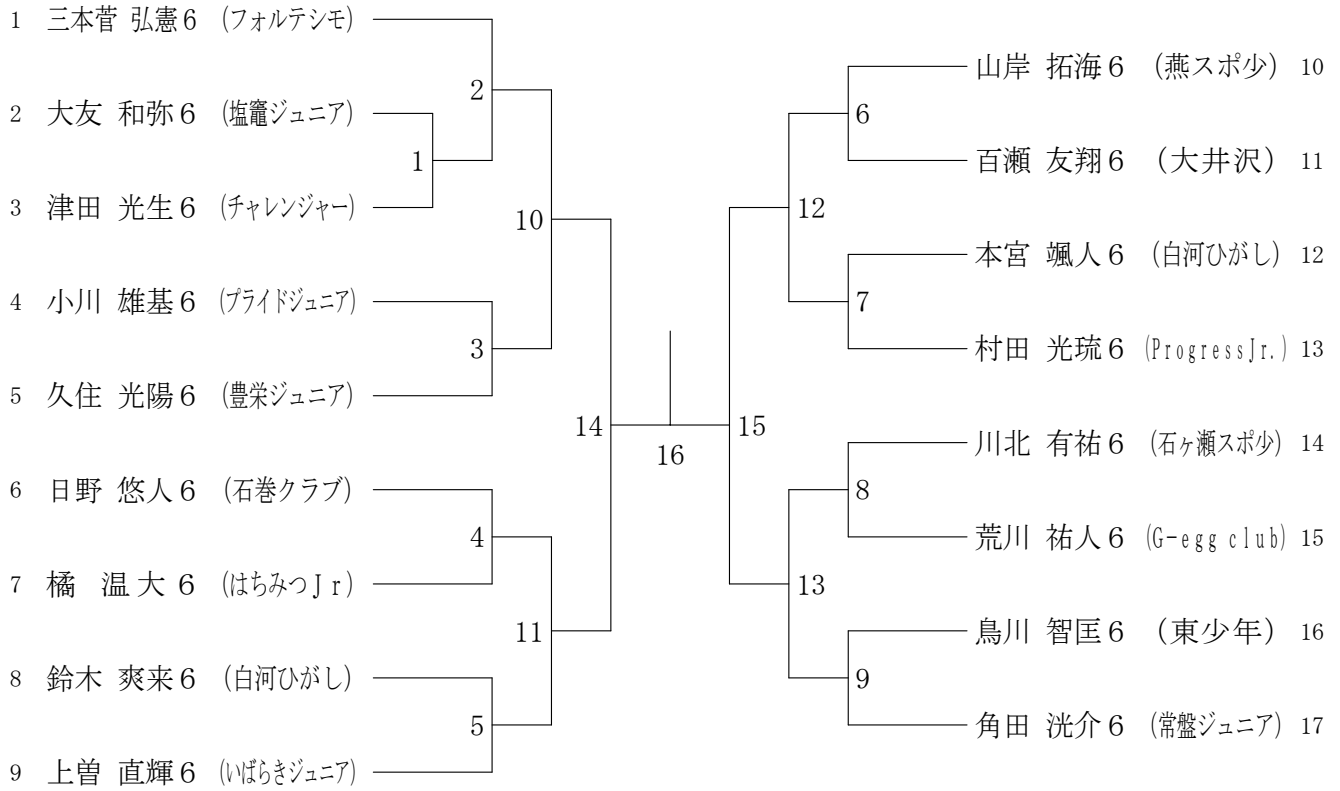 1 三本菅 弘憲6 (フォルテシモ)
2 大友 和弥6 (塩竈ジュニア)
3 津田 光生6 (チャレンジャー)
4 小川 雄基6 (プライドジュニア)
5 久住 光陽6 (豊栄ジュニア)
6 日野 悠人6 (石巻クラブ)
7 橘 温大6 (はちみつJr)
8 鈴木 爽来6 (白河ひがし)
9 上曽 直輝6 (いばらきジュニア)
2
1
10
3
14
4
11
5
16
6
12
7
15
8
13
9
山岸 拓海6 (燕スポ少) 10
百瀬 友翔6 (大井沢) 11
本宮 颯人6 (白河ひがし) 12
村田 光琉6 (ProgressJr.) 13
川北 有祐6 (石ヶ瀬スポ少) 14
荒川 祐人6 (G-egg club) 15
鳥川 智匡6 (東少年) 16
角田 洸介6 (常盤ジュニア) 17